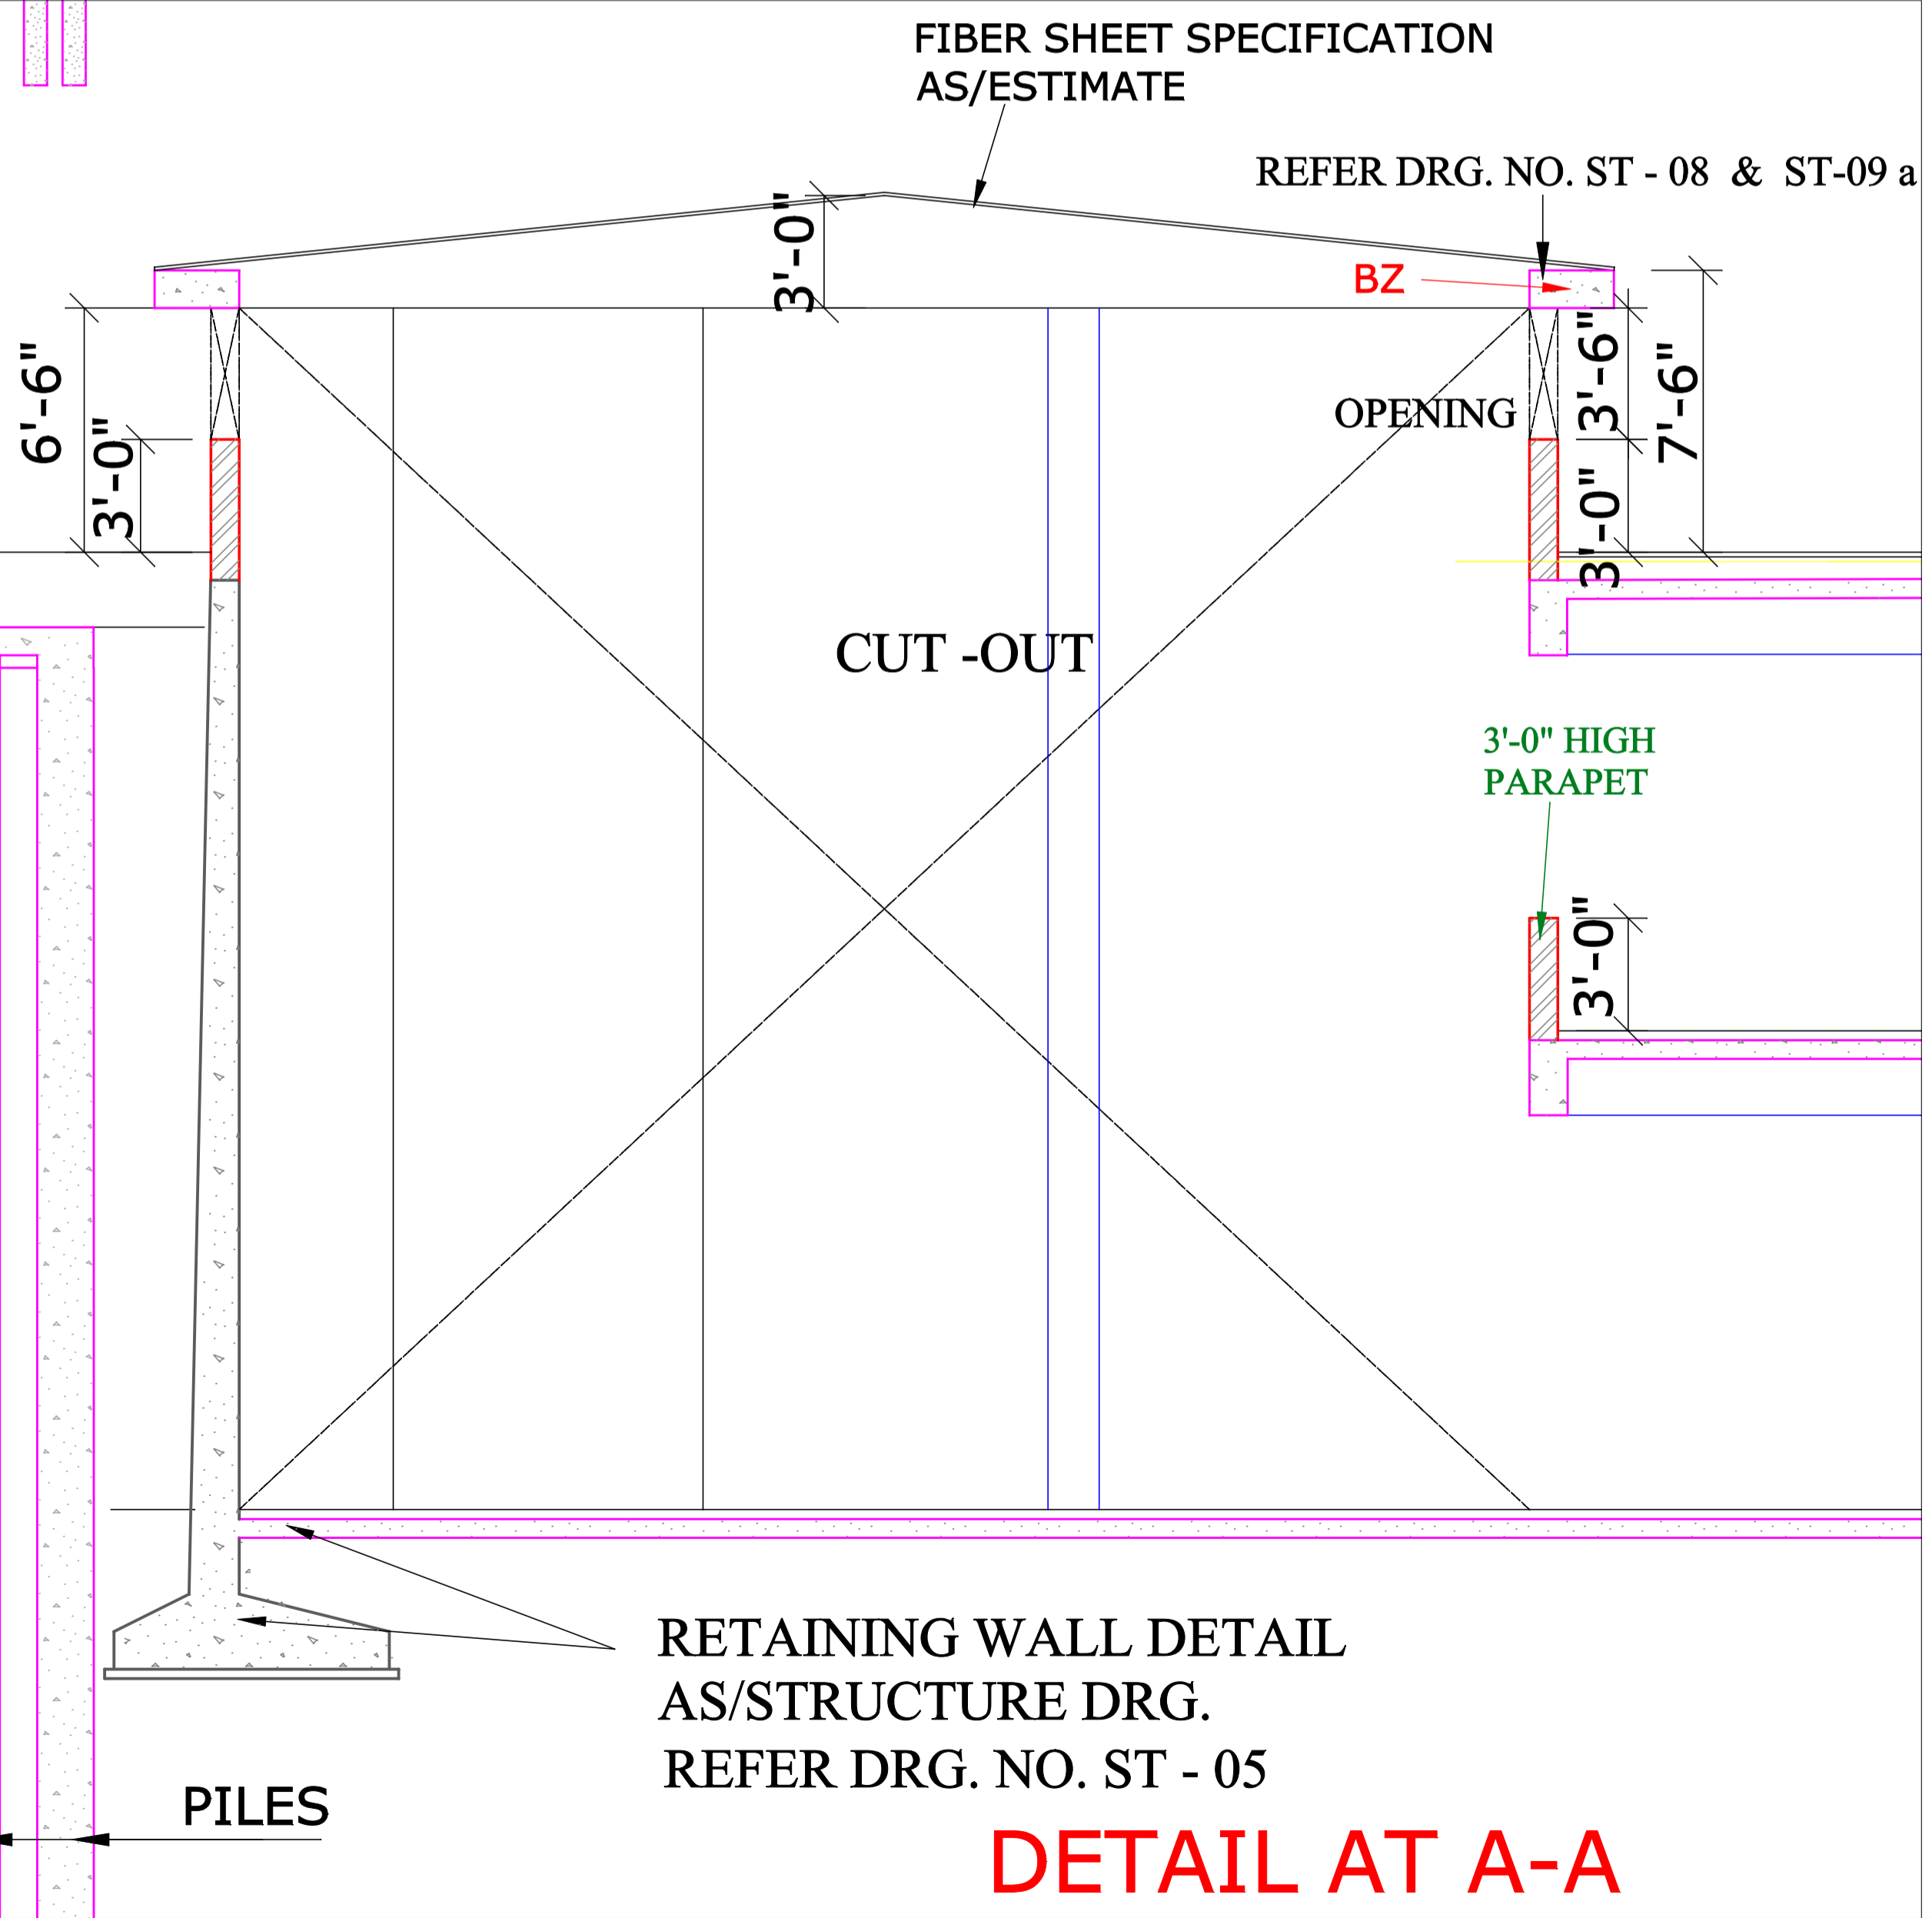 FIBER SHEET SPECIFICATION
AS/ESTIMATE
REFER DRG. NO. ST - 08 & ST-09 a
3'-0"
BZ
6'-6"
3'-0"
OPENING
3'-6"
7'-6"
3'-0"
CUT -OUT
3'-0" HIGH
PARAPET
3'-0"
RETAINING WALL DETAIL
AS/STRUCTURE DRG.
REFER DRG. NO. ST - 05
PILES
DETAIL AT A-A